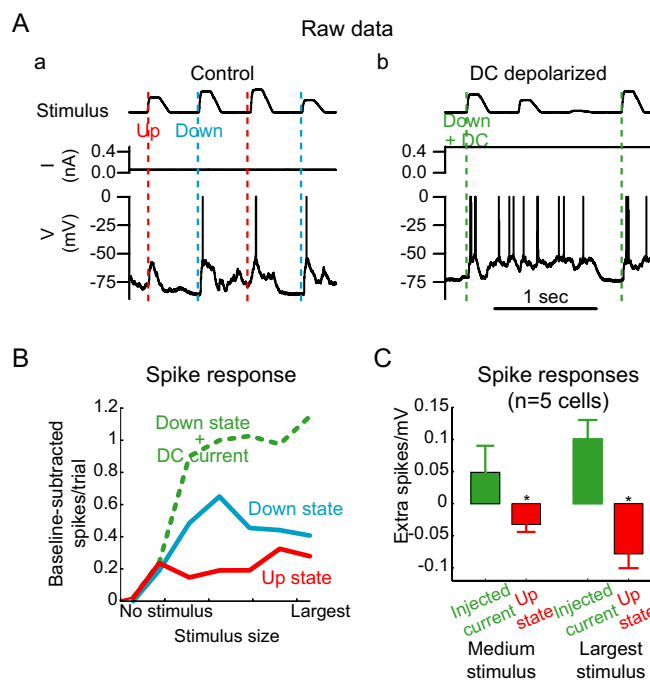 A
Raw data
a
b
Control
DC depolarized
Stimulus
Up
Down
Down
+ DC
I
(nA)
0.4
0.0
0.4
0.0
V
(mV)
0
-25
-50
-75
0
-25
-50
-75
1 sec
B
Spike response
Baseline-subtracted
spikes/trial
1.2
1
0.8
0.6
0.4
0.2
0
Down state
+
DC current
Down state
Up state
No stimulus
Largest
Stimulus size
C
Spike responses
(n=5 cells)
Extra spikes/mV
0.15
0.1
0.05
0
-0.05
-0.1
*
*
Injected
current
Up
state
Injected
current
Up
state
Medium
stimulus
Largest
stimulus